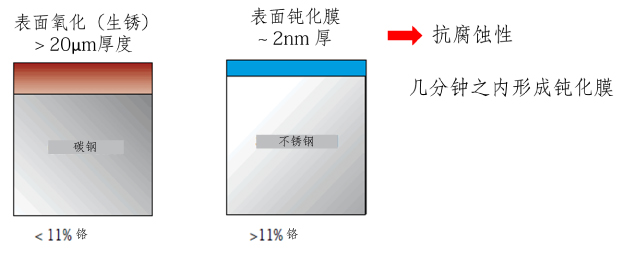 表面氧化（生锈）
> 20μm厚度
表面钝化膜
~ 2nm 厚
抗腐蚀性
几分钟之内形成钝化膜
碳钢
不锈钢
< 11% 铬
>11% 铬